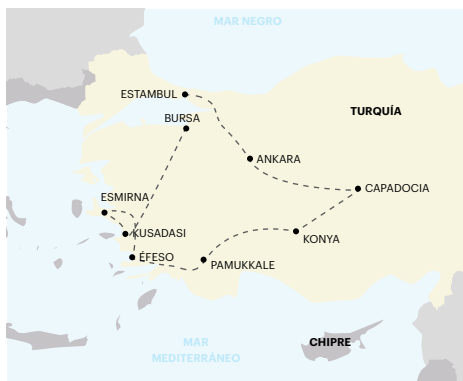 MAR NEGRO
ESTAMBUL
TURQUÍA
BURSA
ANKARA
CAPADOCIA
ESMIRNA
KUSADASI
KONYA
ÉFESO
PAMUKKALE
MAR
MEDITERRÁNEO
CHIPRE